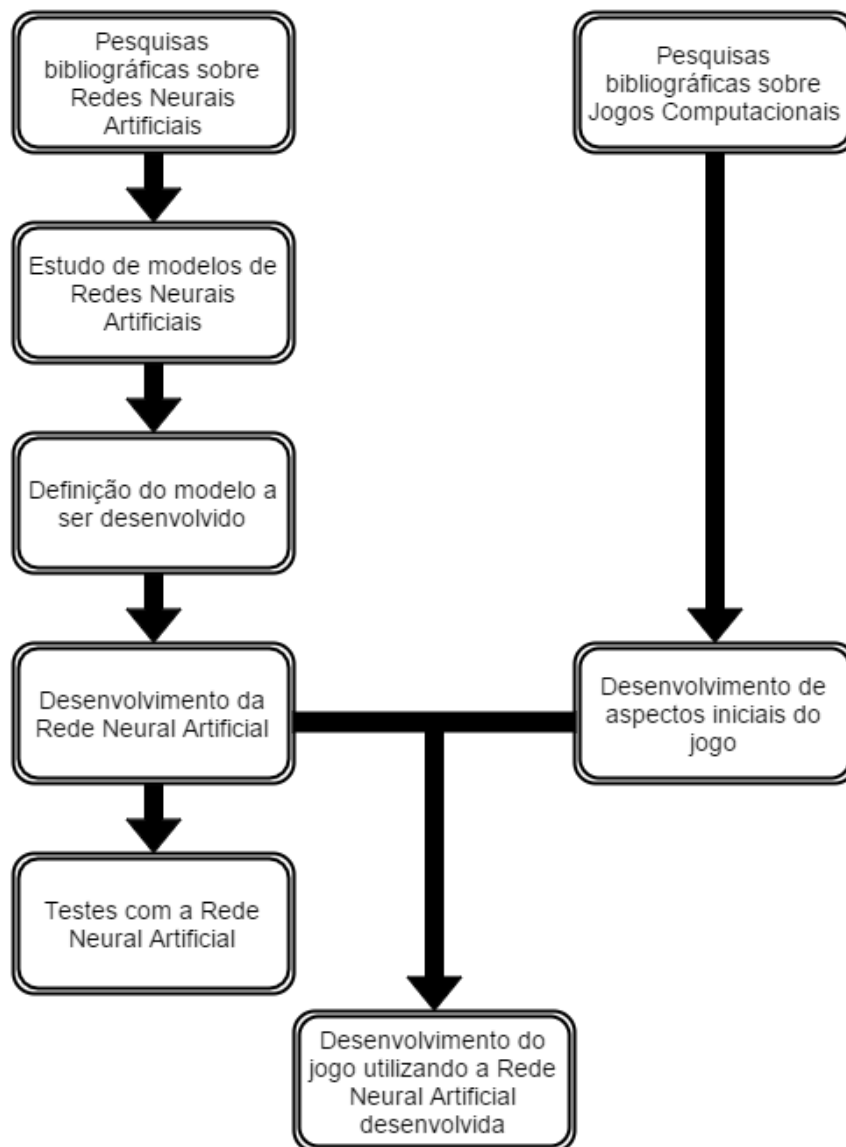 Pesquisas
bibliográficas sobre
Redes Neurais
Artificiais
Pesquisas
bibliográficas sobre
Jogos Computacionais
Estudo de modelos de
Redes Neurais
Artificiais
Definição do modelo a
ser desenvolvido
Desenvolvimento da
Rede Neural Artificial
Desenvolvimento de
aspectos iniciais do
jogo
Testes com a Rede
Neural Artificial
Desenvolvimento do
jogo utilizando a Rede
Neural Artificial
desenvolvida